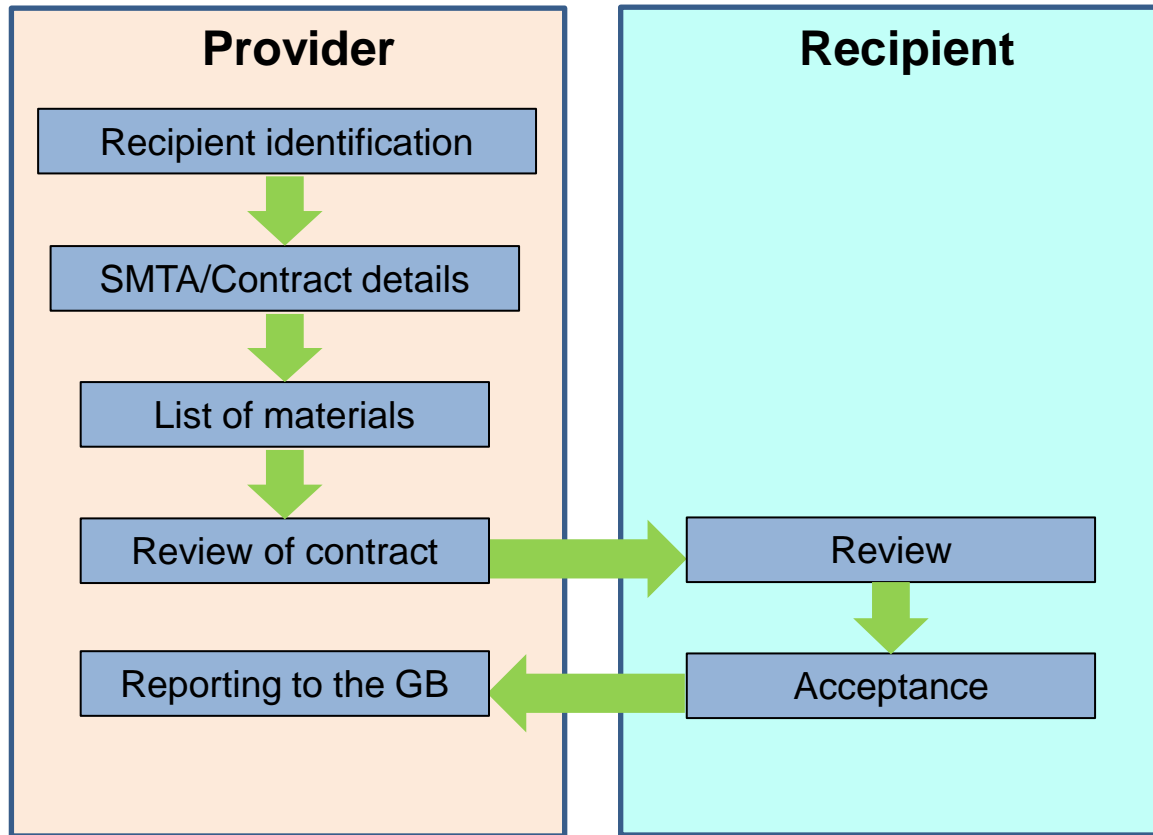 Provider
Recipient identification
SMTA/Contract details
List of materials
Review of contract
Reporting to the GB
Recipient
Review
Acceptance